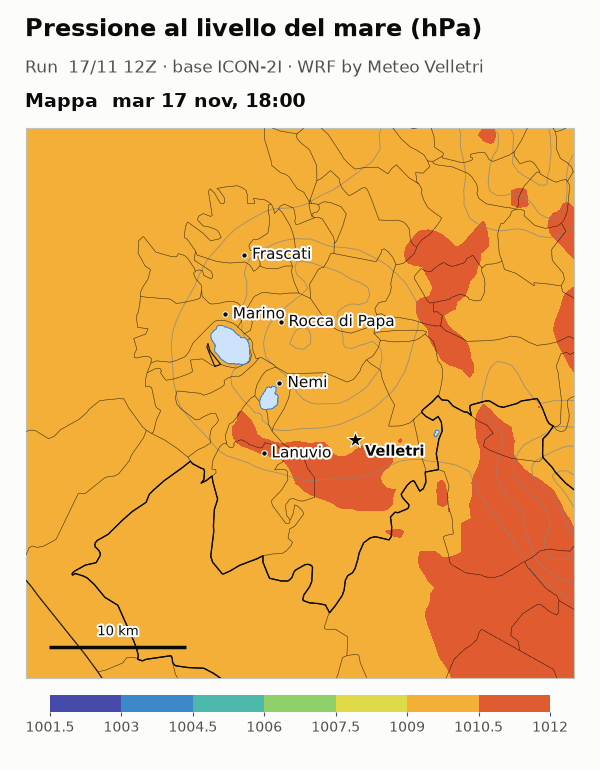 Pressione al livello del mare (hPa)
Run  17/11 12Z · base ICON-2I · WRF by Meteo Velletri
Mappa  mar 17 nov, 18:00
Frascati
Marino
Rocca di Papa
Nemi
Velletri
Lanuvio
10 km
1001.5 1003 1004.5 1006 1007.5 1009 1010.5 1012